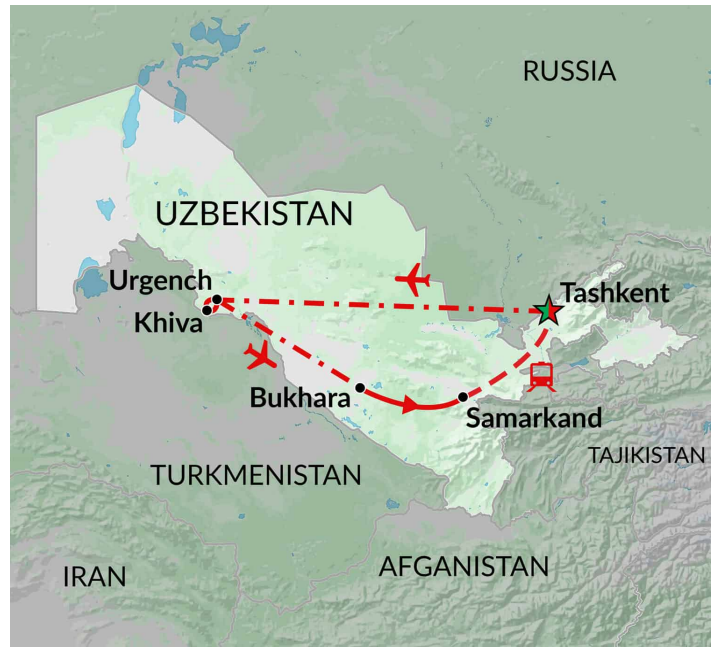 RUSSIA
UZBEKISTAN
Urgench
Tashkent
Khiva
Bukhara
Samarkand
TAJIKISTAN
TURKMENISTAN
AFGANISTAN
IRAN